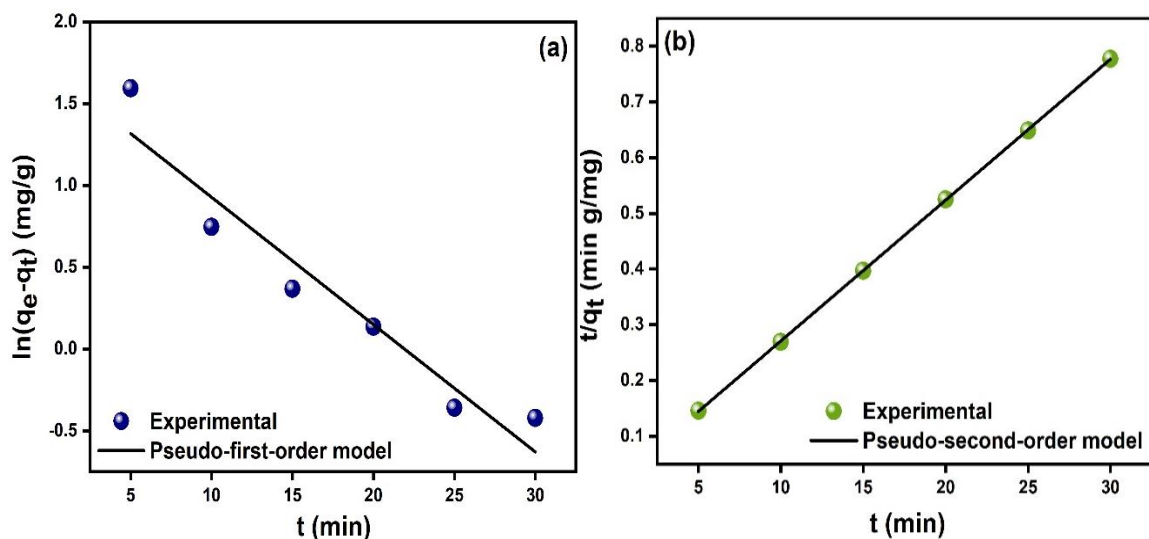 (a)
ln(qe-qt) (mg/g)
2.0
1.5
1.0
0.5
0.0
-0.5
Experimental
Pseudo-first-order model
5 10 15 20 25 30
t (min)
(b)
t/qt (min g/mg)
0.8
0.7
0.6
0.5
0.4
0.3
0.2
0.1
Experimental
Pseudo-second-order model
5 10 15 20 25 30
t (min)